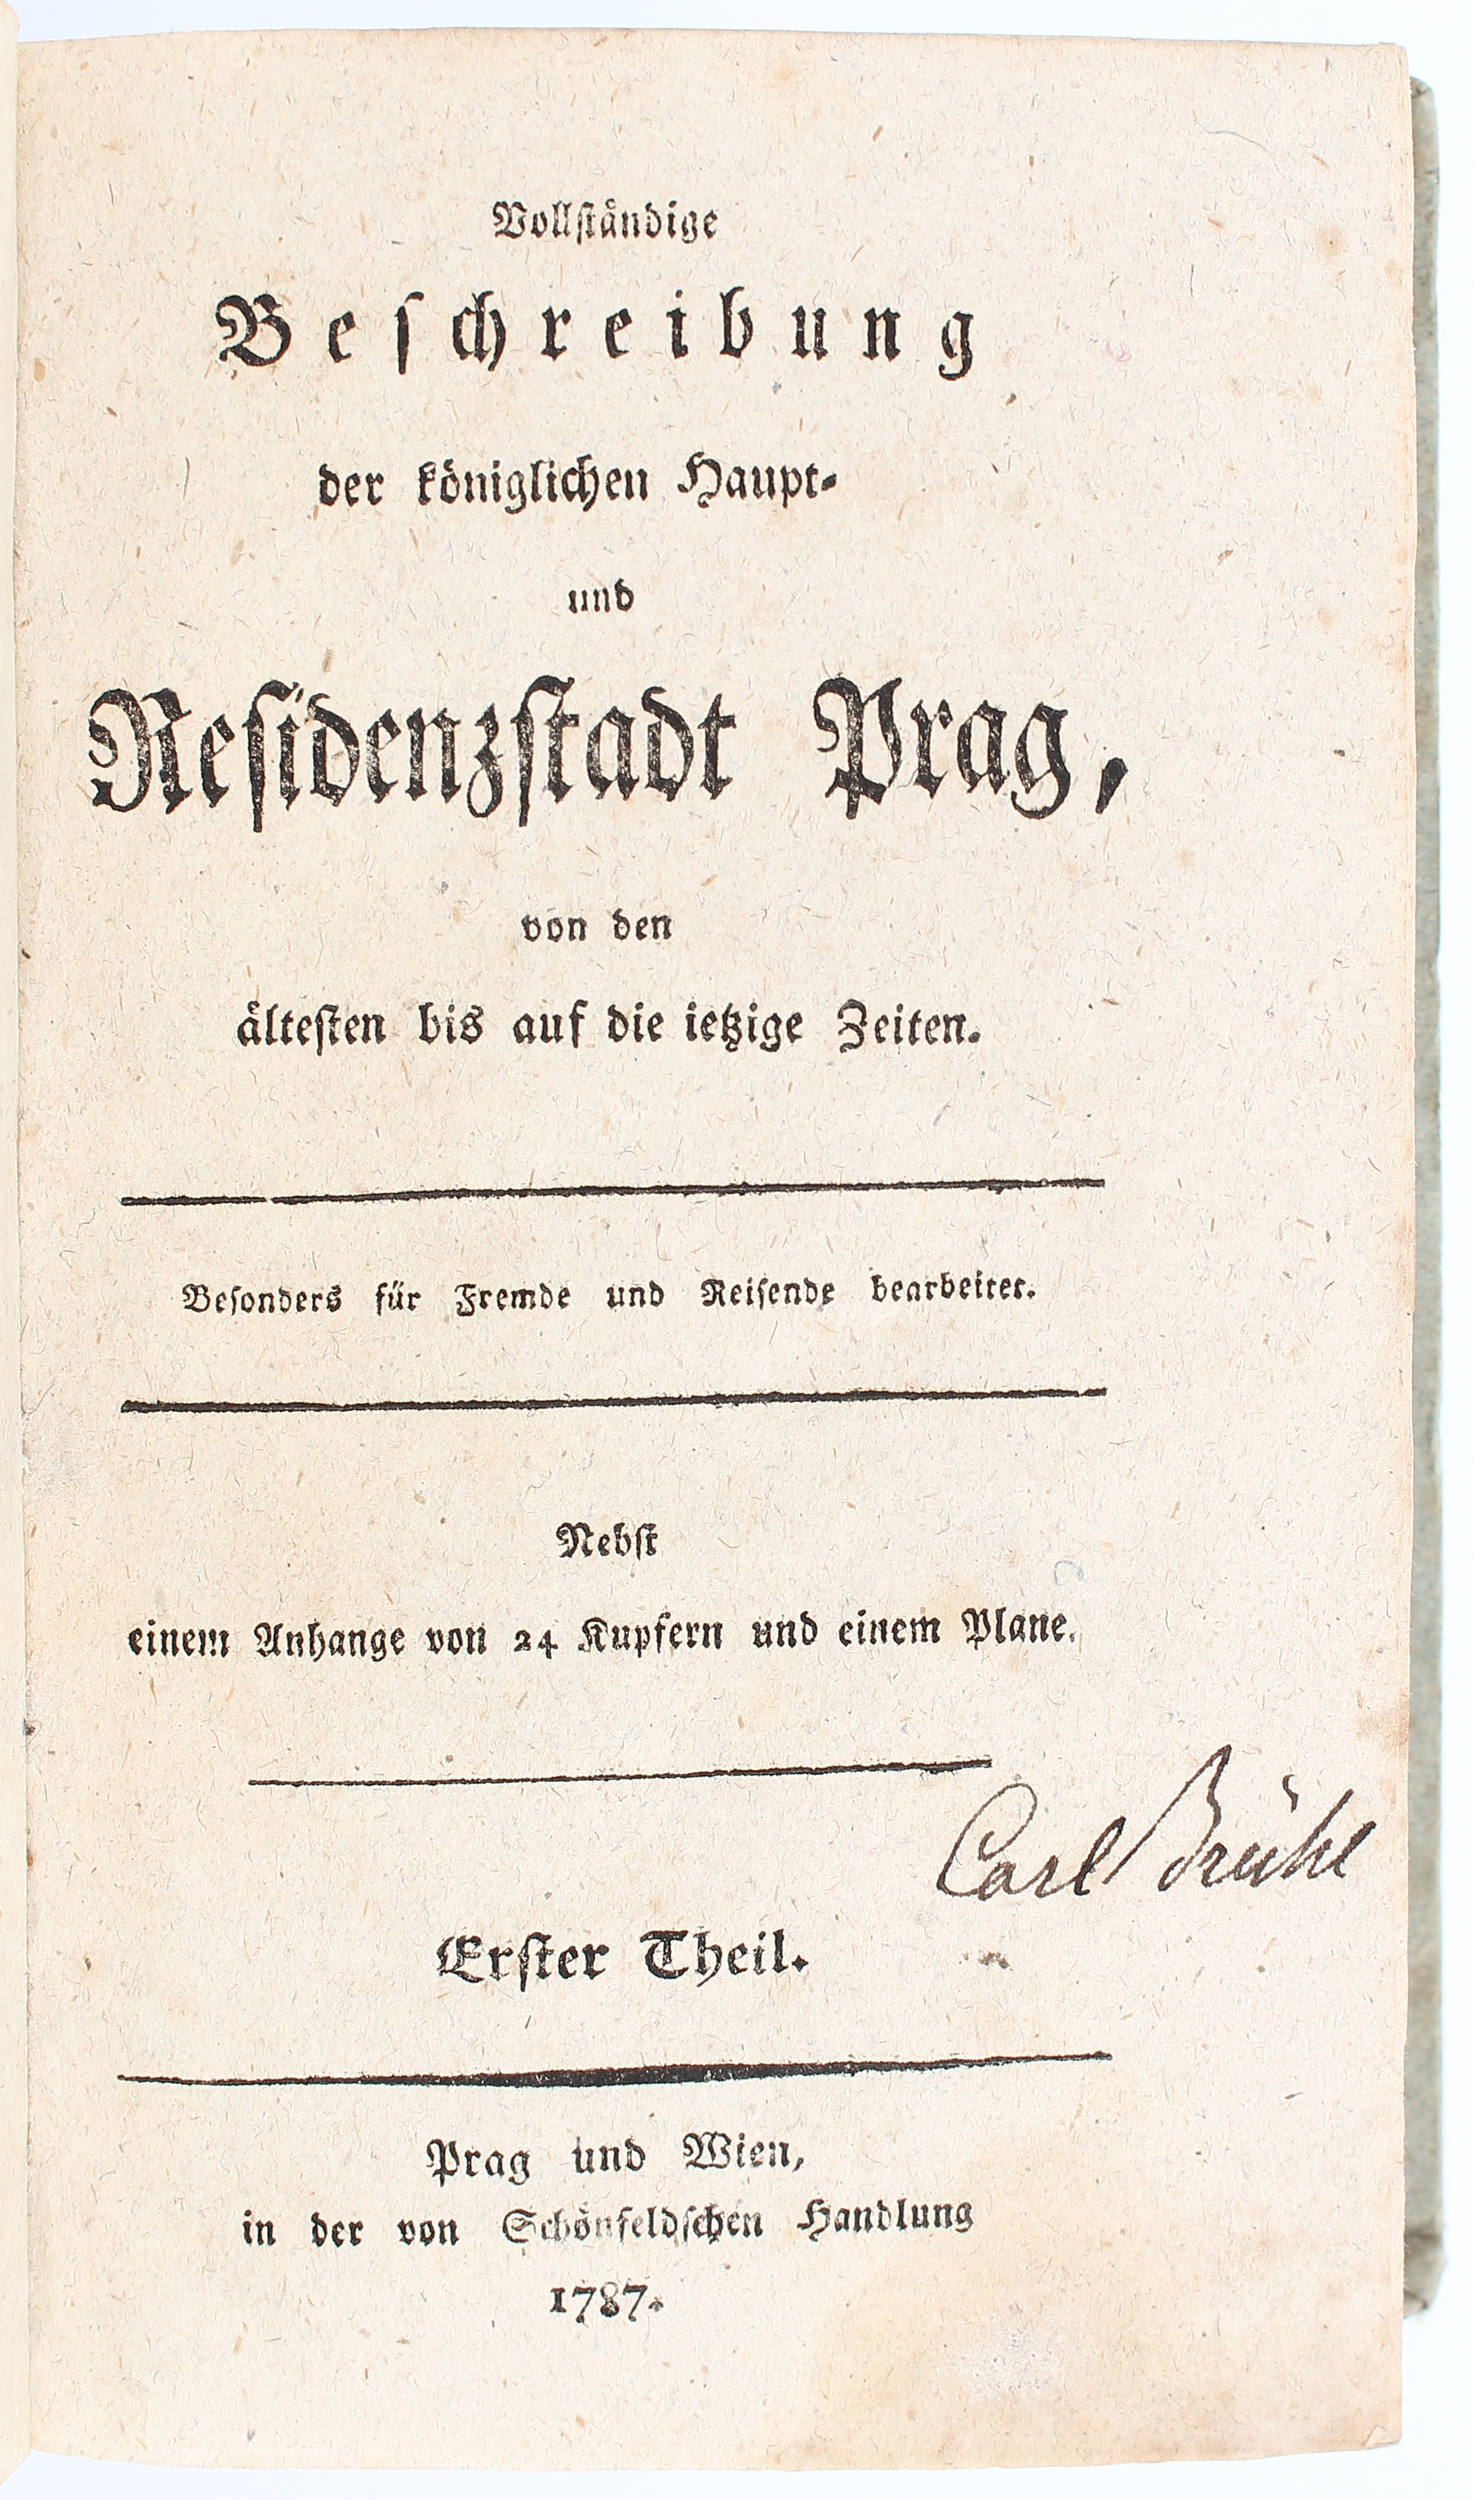 Vollſtändige
Beſchreibung
der königlichen Haupt-
und
Reſidenzſtadt Prag,
von den
älteſten bis auf die ietzige Zeiten.
Beſonders für Fremde und Reiſende bearbeitet.
Nebſt
einem Anhange von 24 Kupfern und einem Plane.
Carl Brühl
Erſter Theil.
Prag und Wien,
in der von Schönfeldſchen Handlung
1787.